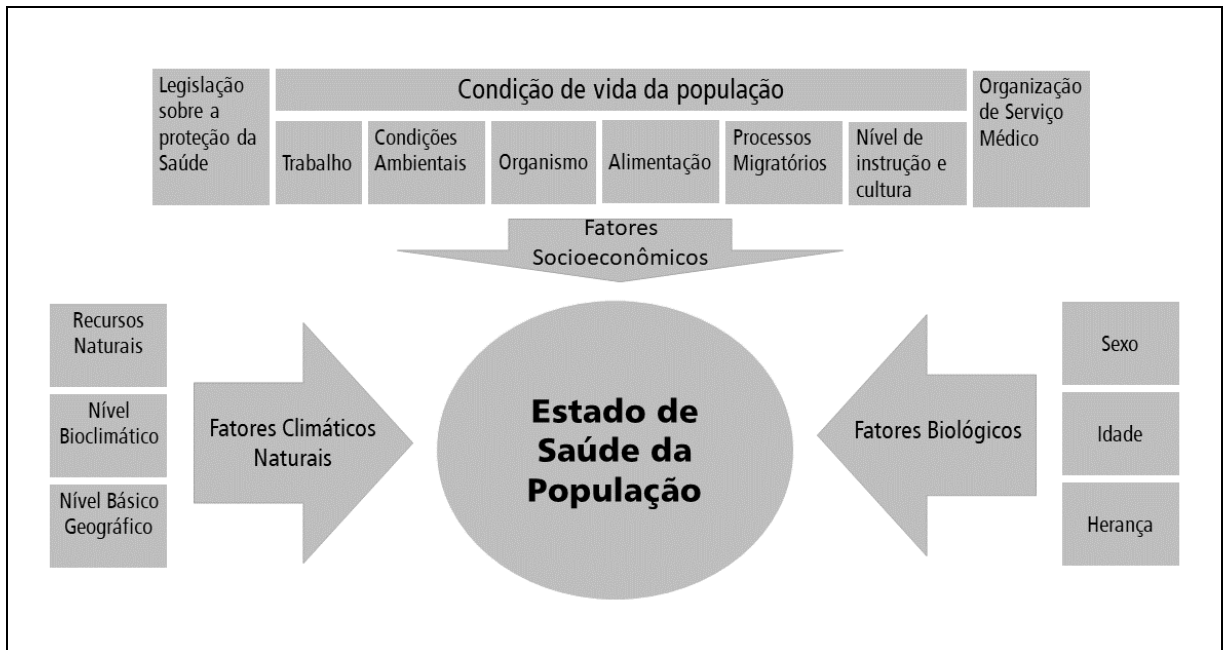 Legislação
sobre a
proteção da
Saúde
Condição de vida da população
Trabalho
Condições
Ambientais
Organismo
Alimentação
Processos
Migratórios
Nível de
instrução e
cultura
Organização
de Serviço
Médico
Fatores
Socioeconômicos
Recursos
Naturais
Nível
Bioclimático
Nível Básico
Geográfico
Fatores Climáticos
Naturais
Estado de
Saúde da
População
Fatores Biológicos
Sexo
Idade
Herança